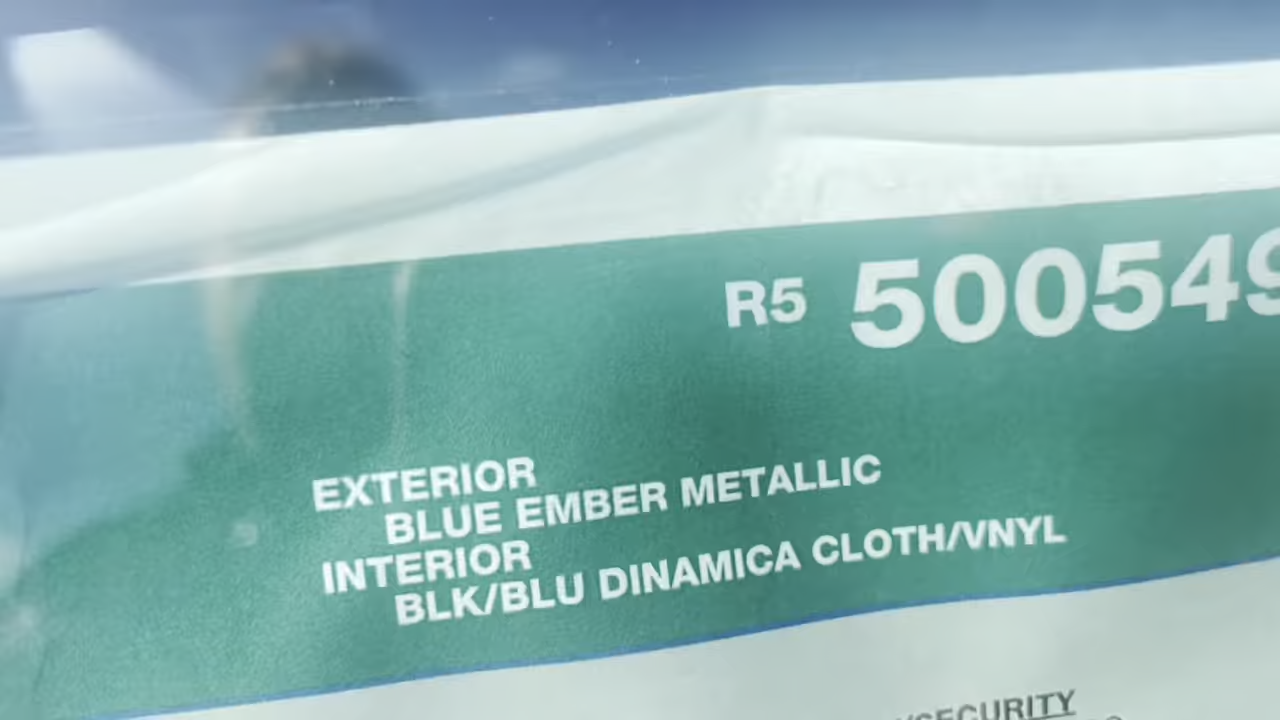 R5 500549
EXTERIOR
BLUE EMBER METALLIC
INTERIOR
BLK/BLU DINAMICA CLOTH/VNYL
/SECURITY